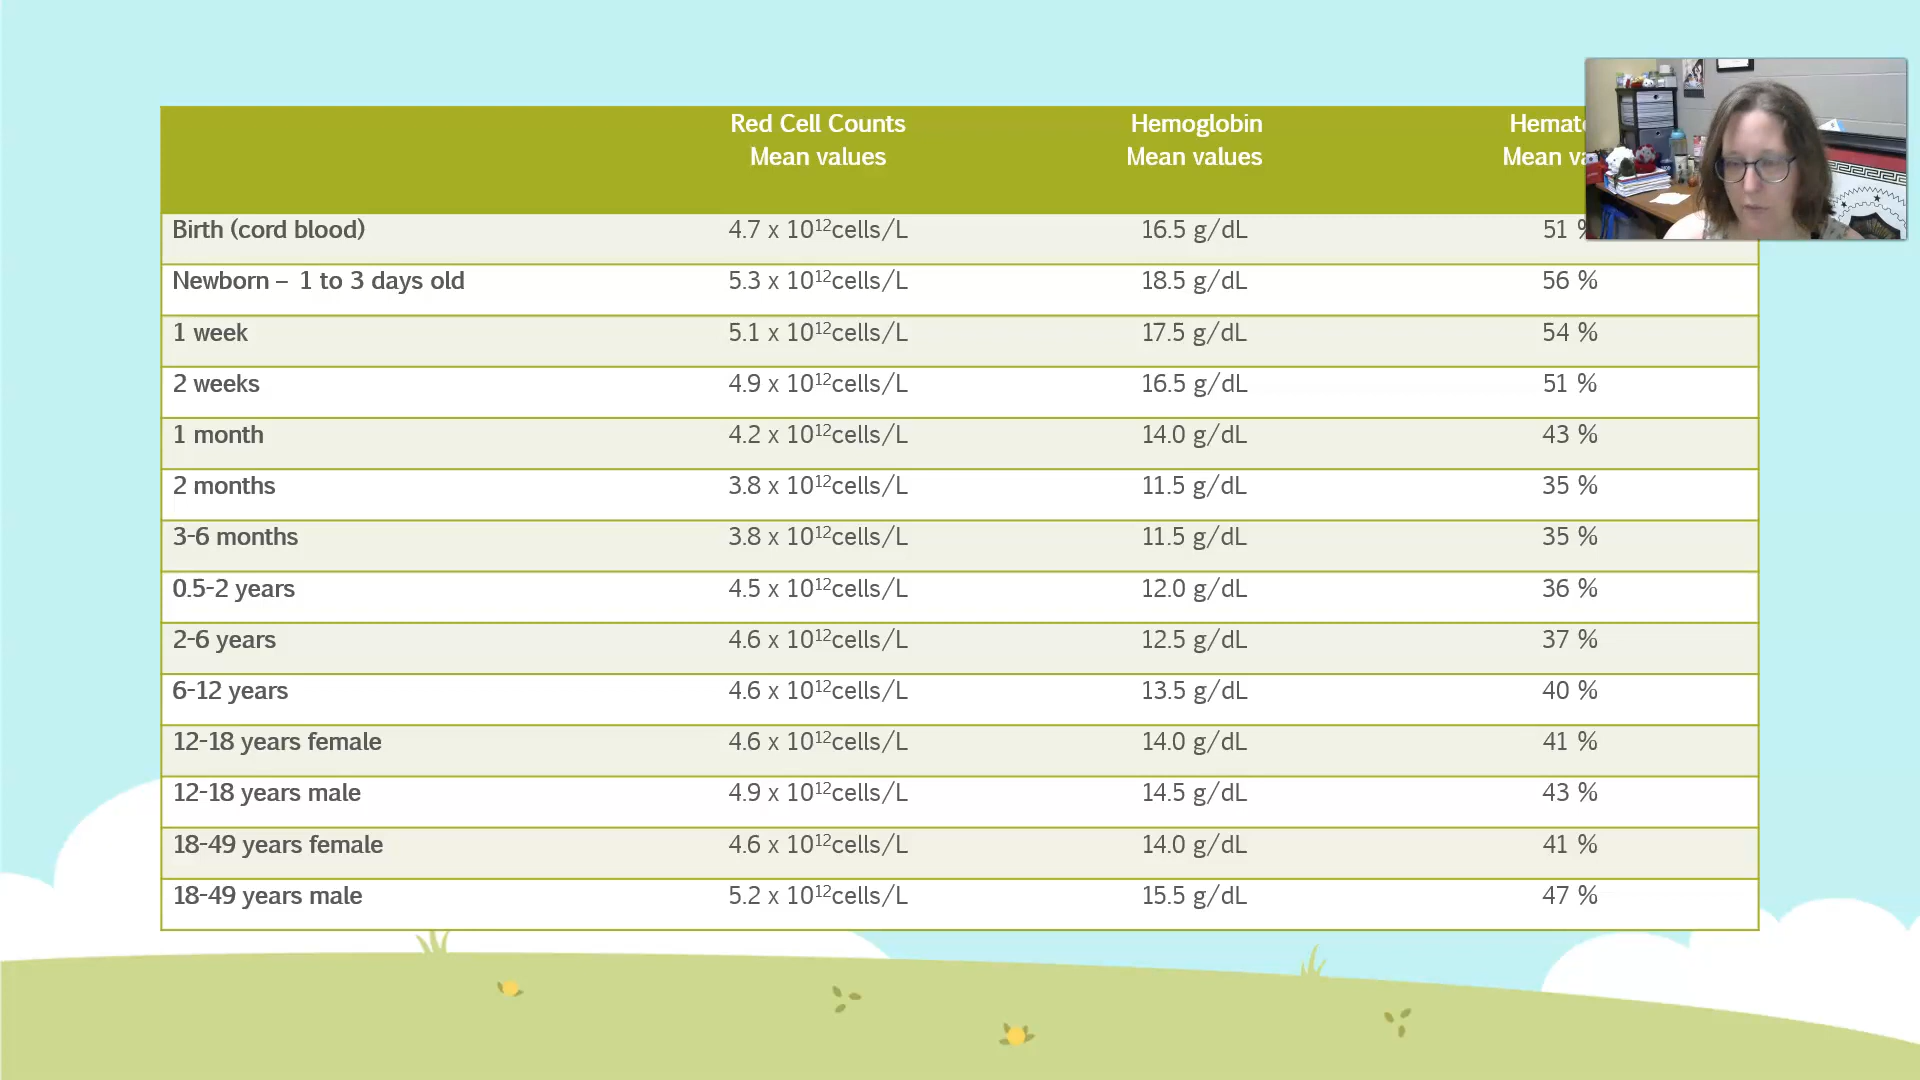 Red Cell Counts
Mean values
Hemoglobin
Mean values
Mean
Birth (cord blood) 4.7 x 10¹²cells/L 16.5 g/dL 51 %
Newborn – 1 to 3 days old 5.3 x 10¹²cells/L 18.5 g/dL 56 %
1 week 5.1 x 10¹²cells/L 17.5 g/dL 54 %
2 weeks 4.9 x 10¹²cells/L 16.5 g/dL 51 %
1 month 4.2 x 10¹²cells/L 14.0 g/dL 43 %
2 months 3.8 x 10¹²cells/L 11.5 g/dL 35 %
3-6 months 3.8 x 10¹²cells/L 11.5 g/dL 35 %
0.5-2 years 4.5 x 10¹²cells/L 12.0 g/dL 36 %
2-6 years 4.6 x 10¹²cells/L 12.5 g/dL 37 %
6-12 years 4.6 x 10¹²cells/L 13.5 g/dL 40 %
12-18 years female 4.6 x 10¹²cells/L 14.0 g/dL 41 %
12-18 years male 4.9 x 10¹²cells/L 14.5 g/dL 43 %
18-49 years female 4.6 x 10¹²cells/L 14.0 g/dL 41 %
18-49 years male 5.2 x 10¹²cells/L 15.5 g/dL 47 %